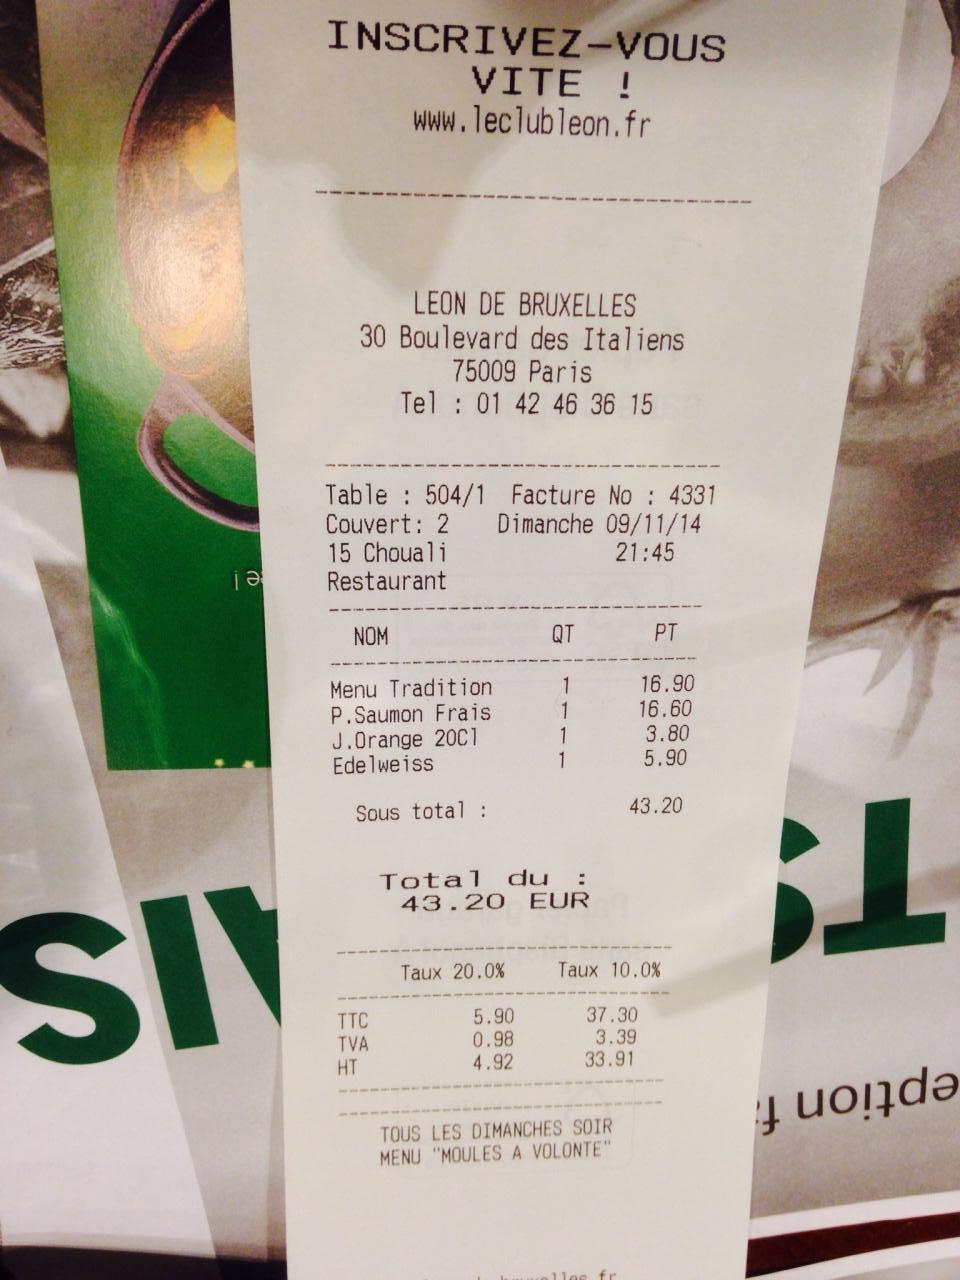 INSCRIVEZ-VOUS
VITE !
www.leclubleon.fr
LEON DE BRUXELLES
30 Boulevard des Italiens
75009 Paris
Tel : 01 42 46 36 15
Table : 504/1 Facture No : 4331
Couvert: 2 Dimanche 09/11/14
15 Chouali 21:45
Restaurant
NOM QT PT
Menu Tradition 1 16.90
P.Saumon Frais 1 16.60
J.Orange 20Cl 1 3.80
Edelweiss 1 5.90
Sous total : 43.20
Total du :
43.20 EUR
Taux 20.0% Taux 10.0%
TTC 5.90 37.30
TVA 0.98 3.39
HT 4.92 33.91
TOUS LES DIMANCHES SOIR
MENU "MOULES A VOLONTE"